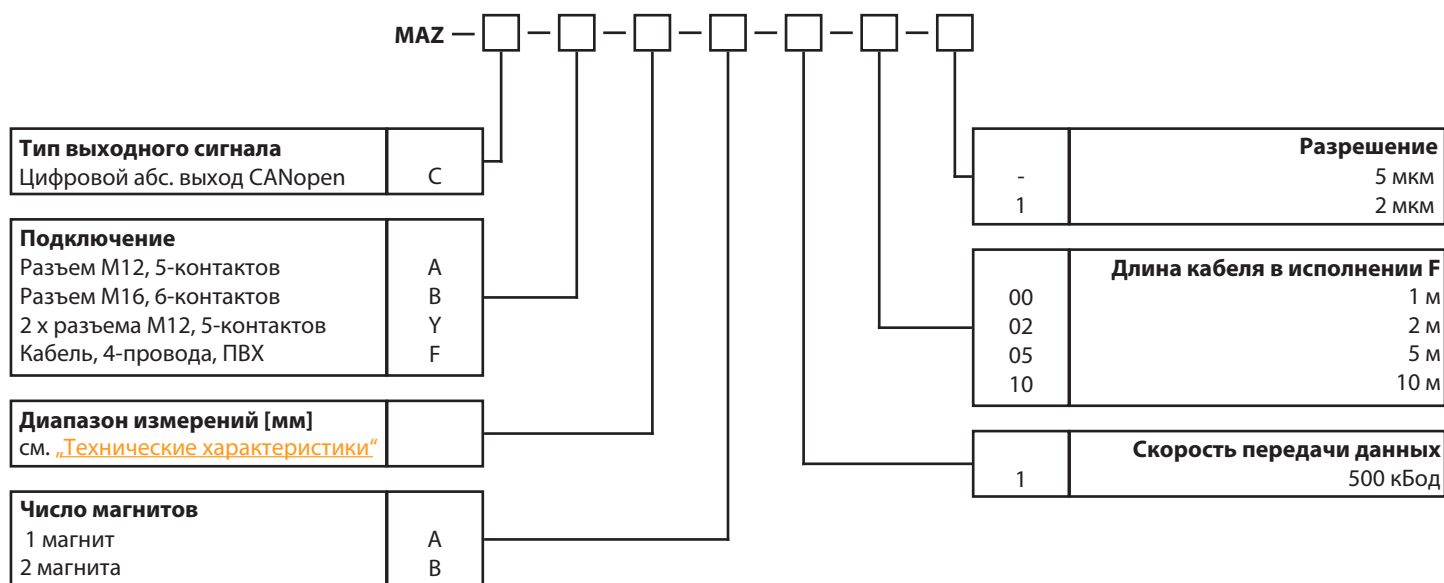 MAZ — — — — — — —
Тип выходного сигнала
Цифровой абс. выход CANopen C
Подключение
Разъем M12, 5-контактов A
Разъем M16, 6-контактов B
2 x разъема M12, 5-контактов Y
Кабель, 4-провода, ПВХ F
Диапазон измерений [мм]
см. „Технические характеристики“
Число магнитов
1 магнит A
2 магнита B
Разрешение
- 5 мкм
1 2 мкм
Длина кабеля в исполнении F
00 1 м
02 2 м
05 5 м
10 10 м
Скорость передачи данных
1 500 кБод